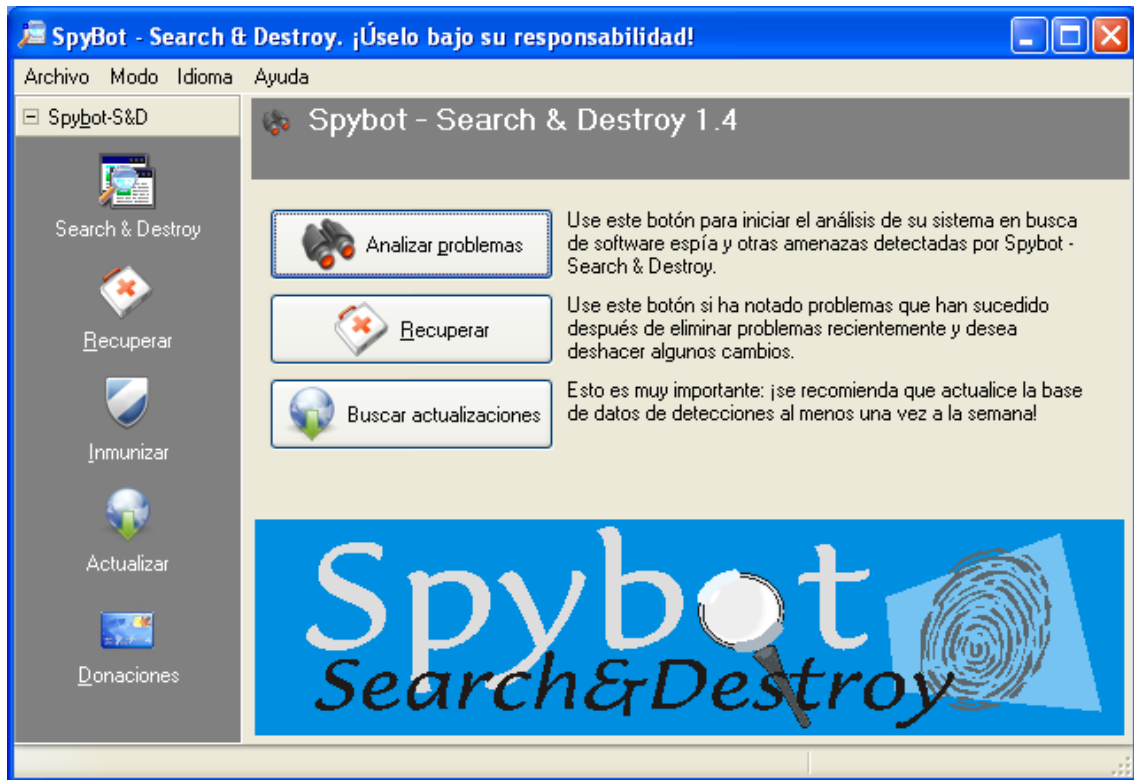 SpyBot - Search & Destroy. ¡Úselo bajo su responsabilidad!
Archivo Modo Idioma Ayuda
Spybot-S&D
Search & Destroy
Recuperar
Inmunizar
Actualizar
Donaciones
Spybot - Search & Destroy 1.4
Analizar problemas
Use este botón para iniciar el análisis de su sistema en busca
de software espía y otras amenazas detectadas por Spybot -
Search & Destroy.
Recuperar
Use este botón si ha notado problemas que han sucedido
después de eliminar problemas recientemente y desea
deshacer algunos cambios.
Buscar actualizaciones
Esto es muy importante: ¡se recomienda que actualice la base
de datos de detecciones al menos una vez a la semana!
Spybot
Search&Destroy